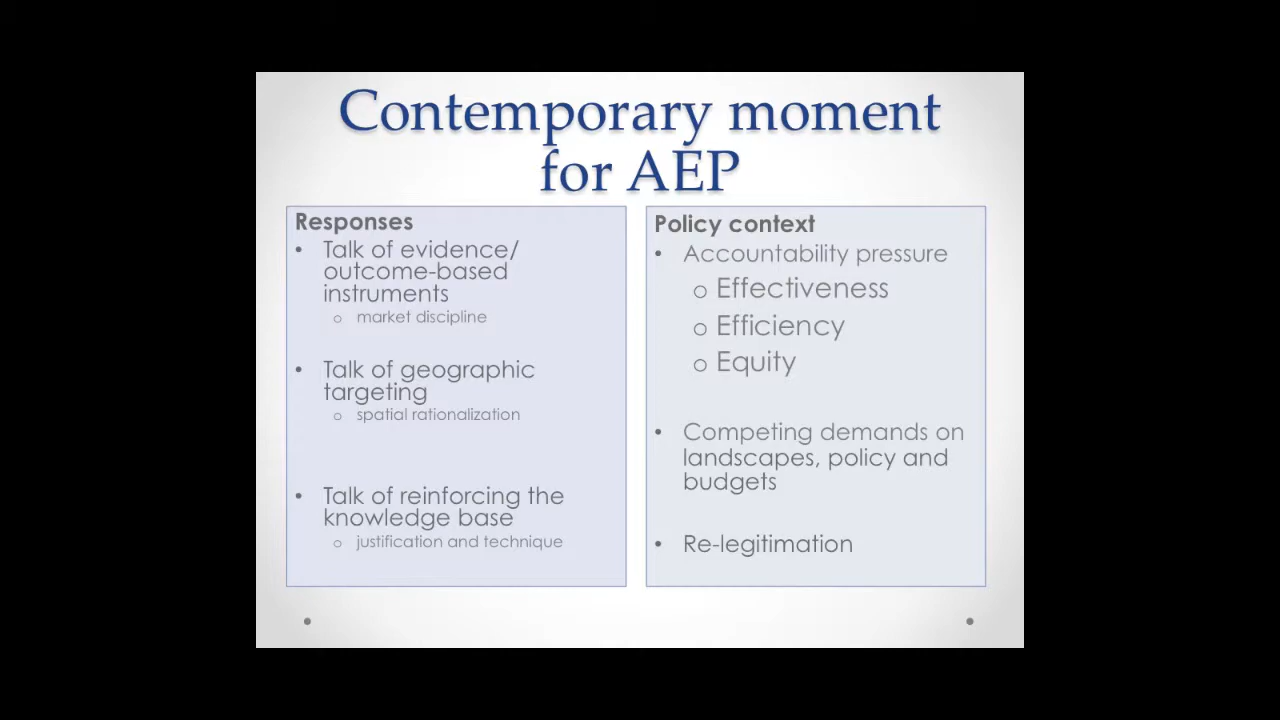 Contemporary moment
for AEP
Responses
• Talk of evidence/
outcome-based
instruments
o market discipline
• Talk of geographic
targeting
o spatial rationalization
• Talk of reinforcing the
knowledge base
o justification and technique
Policy context
• Accountability pressure
o Effectiveness
o Efficiency
o Equity
• Competing demands on
landscapes, policy and
budgets
• Re-legitimation